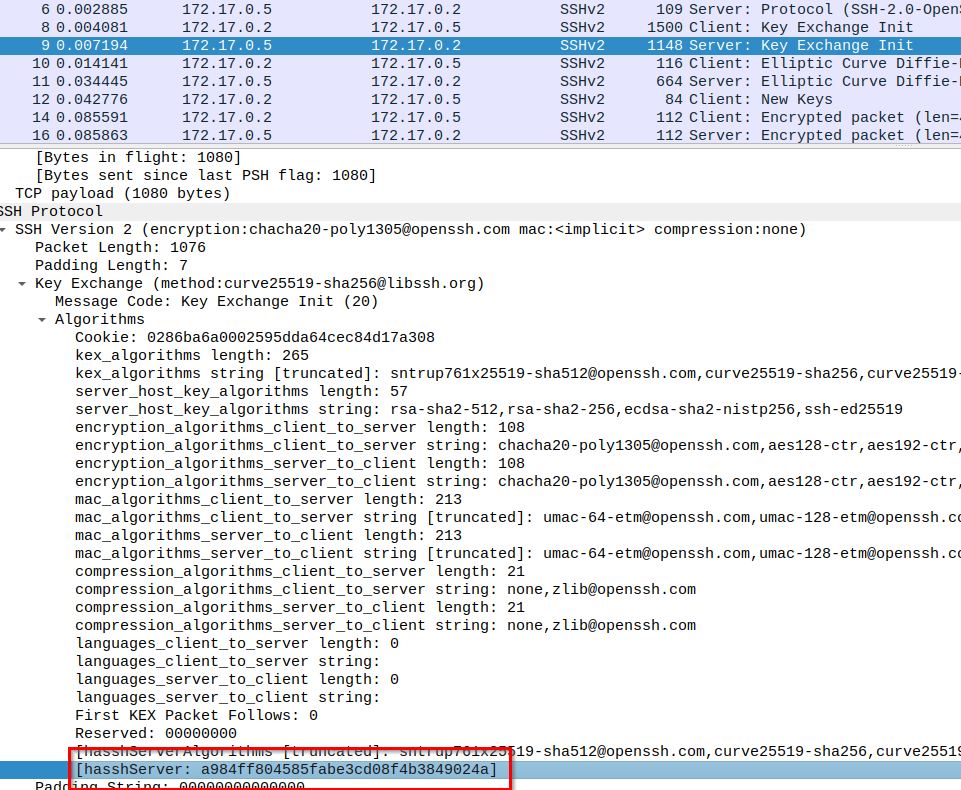 6 0.002885 172.17.0.5 172.17.0.2 SSHv2 109 Server: Protocol (SSH-2.0-OpenS
8 0.004081 172.17.0.2 172.17.0.5 SSHv2 1500 Client: Key Exchange Init
9 0.007194 172.17.0.5 172.17.0.2 SSHv2 1148 Server: Key Exchange Init
10 0.014141 172.17.0.2 172.17.0.5 SSHv2 116 Client: Elliptic Curve Diffie-
11 0.034445 172.17.0.5 172.17.0.2 SSHv2 664 Server: Elliptic Curve Diffie-
12 0.042776 172.17.0.2 172.17.0.5 SSHv2 84 Client: New Keys
14 0.085591 172.17.0.2 172.17.0.5 SSHv2 112 Client: Encrypted packet (len=
16 0.085863 172.17.0.5 172.17.0.2 SSHv2 112 Server: Encrypted packet (len=
[Bytes in flight: 1080]
[Bytes sent since last PSH flag: 1080]
TCP payload (1080 bytes)
SSH Protocol
SSH Version 2 (encryption:chacha20-poly1305@openssh.com mac:<implicit> compression:none)
Packet Length: 1076
Padding Length: 7
Key Exchange (method:curve25519-sha256@libssh.org)
Message Code: Key Exchange Init (20)
Algorithms
Cookie: 0286ba6a0002595dda64cec84d17a308
kex_algorithms length: 265
kex_algorithms string [truncated]: sntrup761x25519-sha512@openssh.com,curve25519-sha256,curve25519-
server_host_key_algorithms length: 57
server_host_key_algorithms string: rsa-sha2-512,rsa-sha2-256,ecdsa-sha2-nistp256,ssh-ed25519
encryption_algorithms_client_to_server length: 108
encryption_algorithms_client_to_server string: chacha20-poly1305@openssh.com,aes128-ctr,aes192-ctr,
encryption_algorithms_server_to_client length: 108
encryption_algorithms_server_to_client string: chacha20-poly1305@openssh.com,aes128-ctr,aes192-ctr,
mac_algorithms_client_to_server length: 213
mac_algorithms_client_to_server string [truncated]: umac-64-etm@openssh.com,umac-128-etm@openssh.co
mac_algorithms_server_to_client length: 213
mac_algorithms_server_to_client string [truncated]: umac-64-etm@openssh.com,umac-128-etm@openssh.co
compression_algorithms_client_to_server length: 21
compression_algorithms_client_to_server string: none,zlib@openssh.com
compression_algorithms_server_to_client length: 21
compression_algorithms_server_to_client string: none,zlib@openssh.com
languages_client_to_server length: 0
languages_client_to_server string:
languages_server_to_client length: 0
languages_server_to_client string:
First KEX Packet Follows: 0
Reserved: 00000000
[hasshServerAlgorithms [truncated]: sntrup761x25519-sha512@openssh.com,curve25519-sha256,curve2551
[hasshServer: a984ff804585fabe3cd08f4b3849024a]
Padding String: 00000000000000